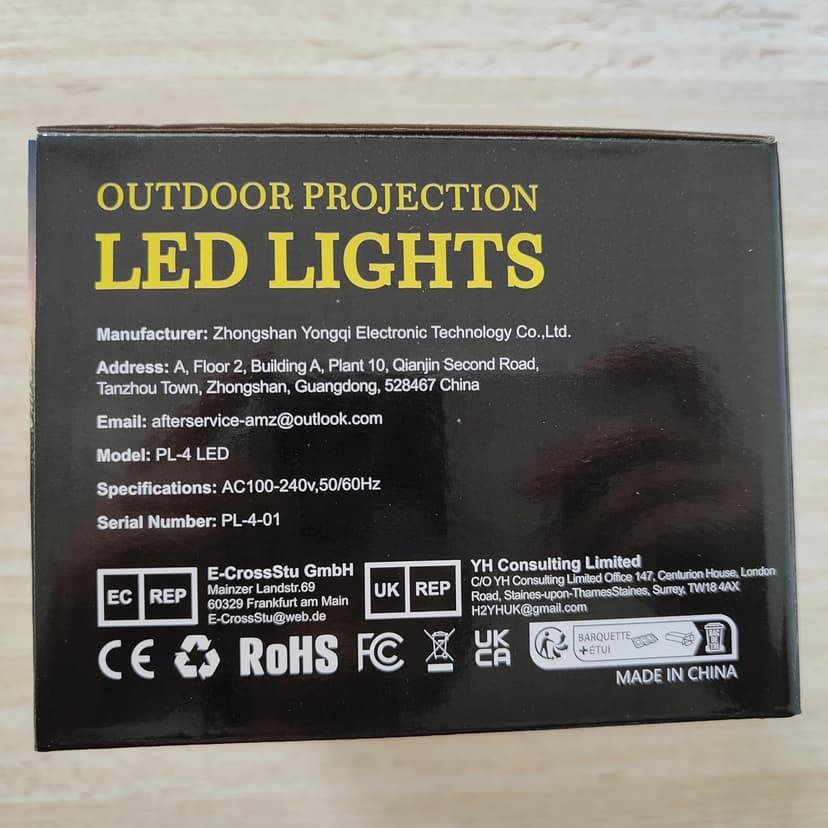 OUTDOOR PROJECTION
LED LIGHTS
Manufacturer: Zhongshan Yongqi Electronic Technology Co.,Ltd.
Address: A, Floor 2, Building A, Plant 10, Qianjin Second Road,
Tanzhou Town, Zhongshan, Guangdong, 528467 China
Email: afterservice-amz@outlook.com
Model: PL-4 LED
Specifications: AC100-240v,50/60Hz
Serial Number: PL-4-01
EC REP
E-CrossStu GmbH
Mainzer Landstr.69
60329 Frankfurt am Main
E-CrossStu@web.de
UK REP
YH Consulting Limited
C/O YH Consulting Limited Office 147, Centurion House, London
Road, Staines-upon-ThamesStaines, Surrey, TW18 4AX
H2YHUK@gmail.com
CE RoHS FC UK
CA
BARQUETTE
+ÉTUI
BAC
DE
TRI
MADE IN CHINA